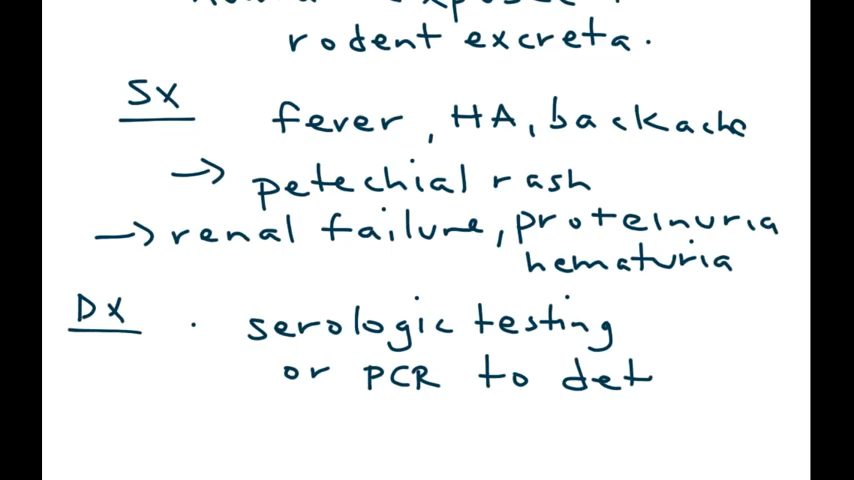 rodent excreta.
Sx fever, HA, backache
→ petechial rash
→ renal failure, proteinuria
hematuria
Dx · serologic testing
or PCR to det